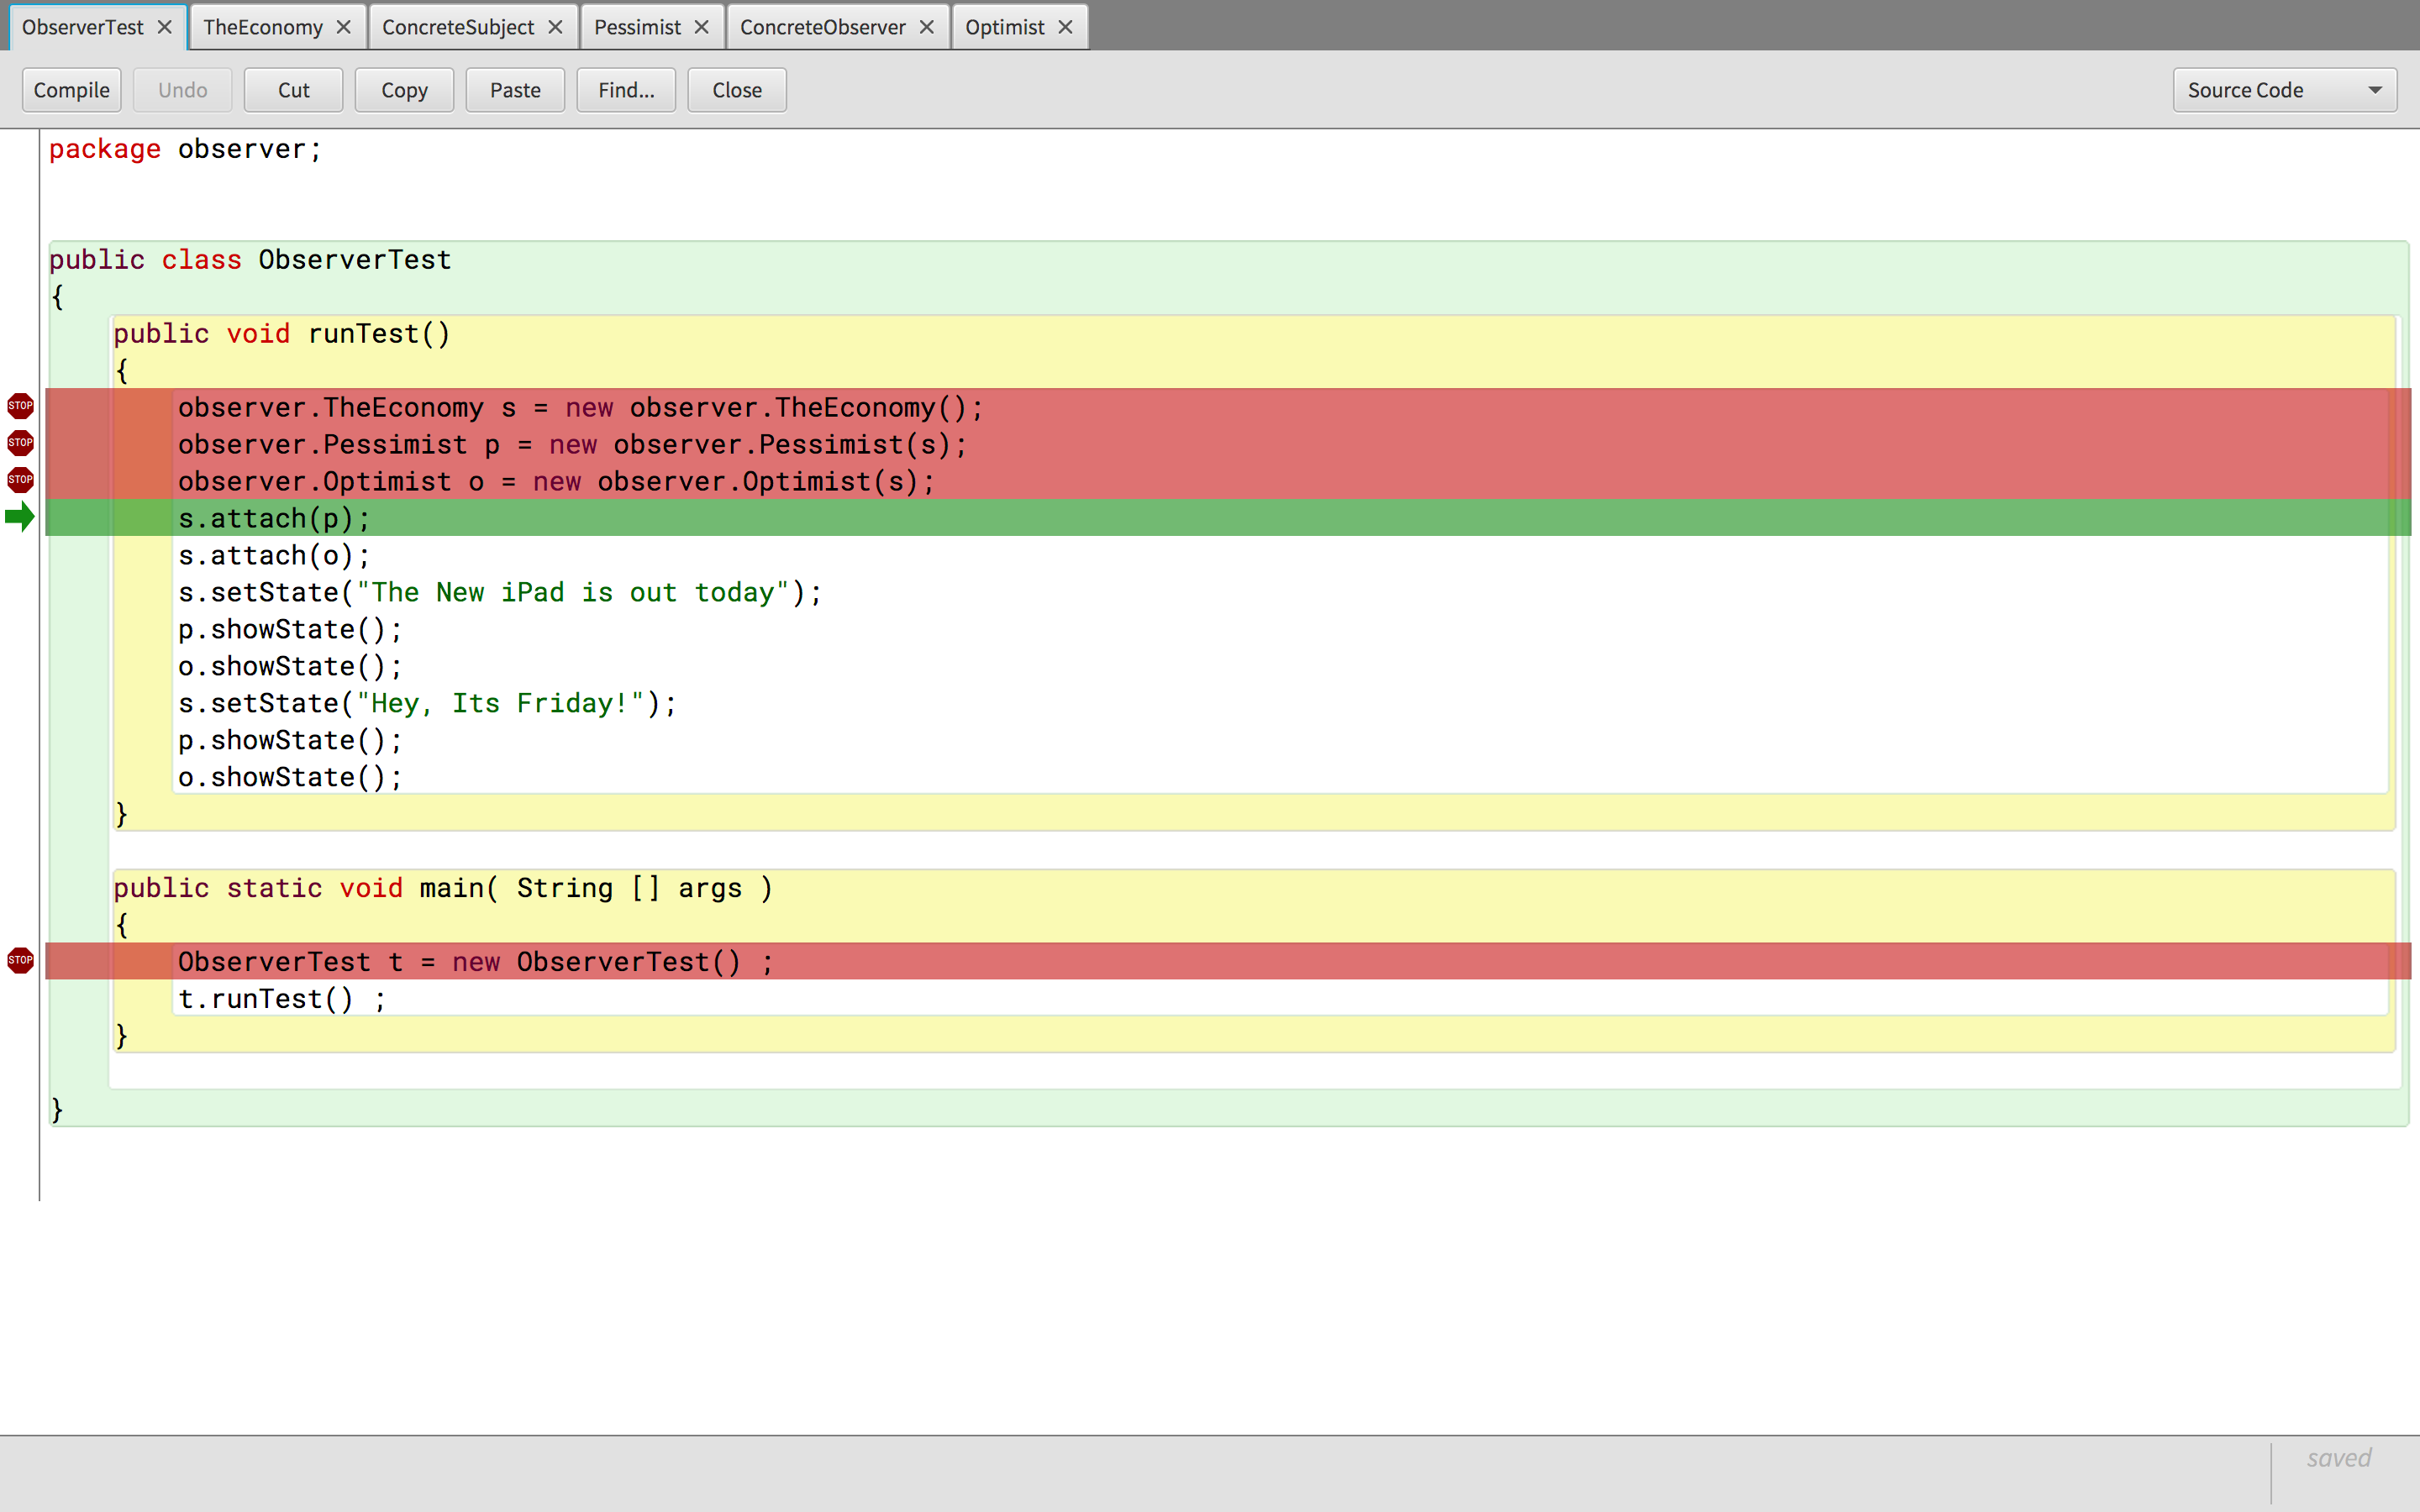 ObserverTest TheEconomy ConcreteSubject Pessimist ConcreteObserver Optimist
Compile Undo Cut Copy Paste Find... Close Source Code
package observer;
public class ObserverTest
{
public void runTest()
{
STOP observer.TheEconomy s = new observer.TheEconomy();
STOP observer.Pessimist p = new observer.Pessimist(s);
STOP observer.Optimist o = new observer.Optimist(s);
s.attach(p);
s.attach(o);
s.setState("The New iPad is out today");
p.showState();
o.showState();
s.setState("Hey, Its Friday!");
p.showState();
o.showState();
}
public static void main( String [] args )
{
STOP ObserverTest t = new ObserverTest() ;
t.runTest() ;
}
}
saved